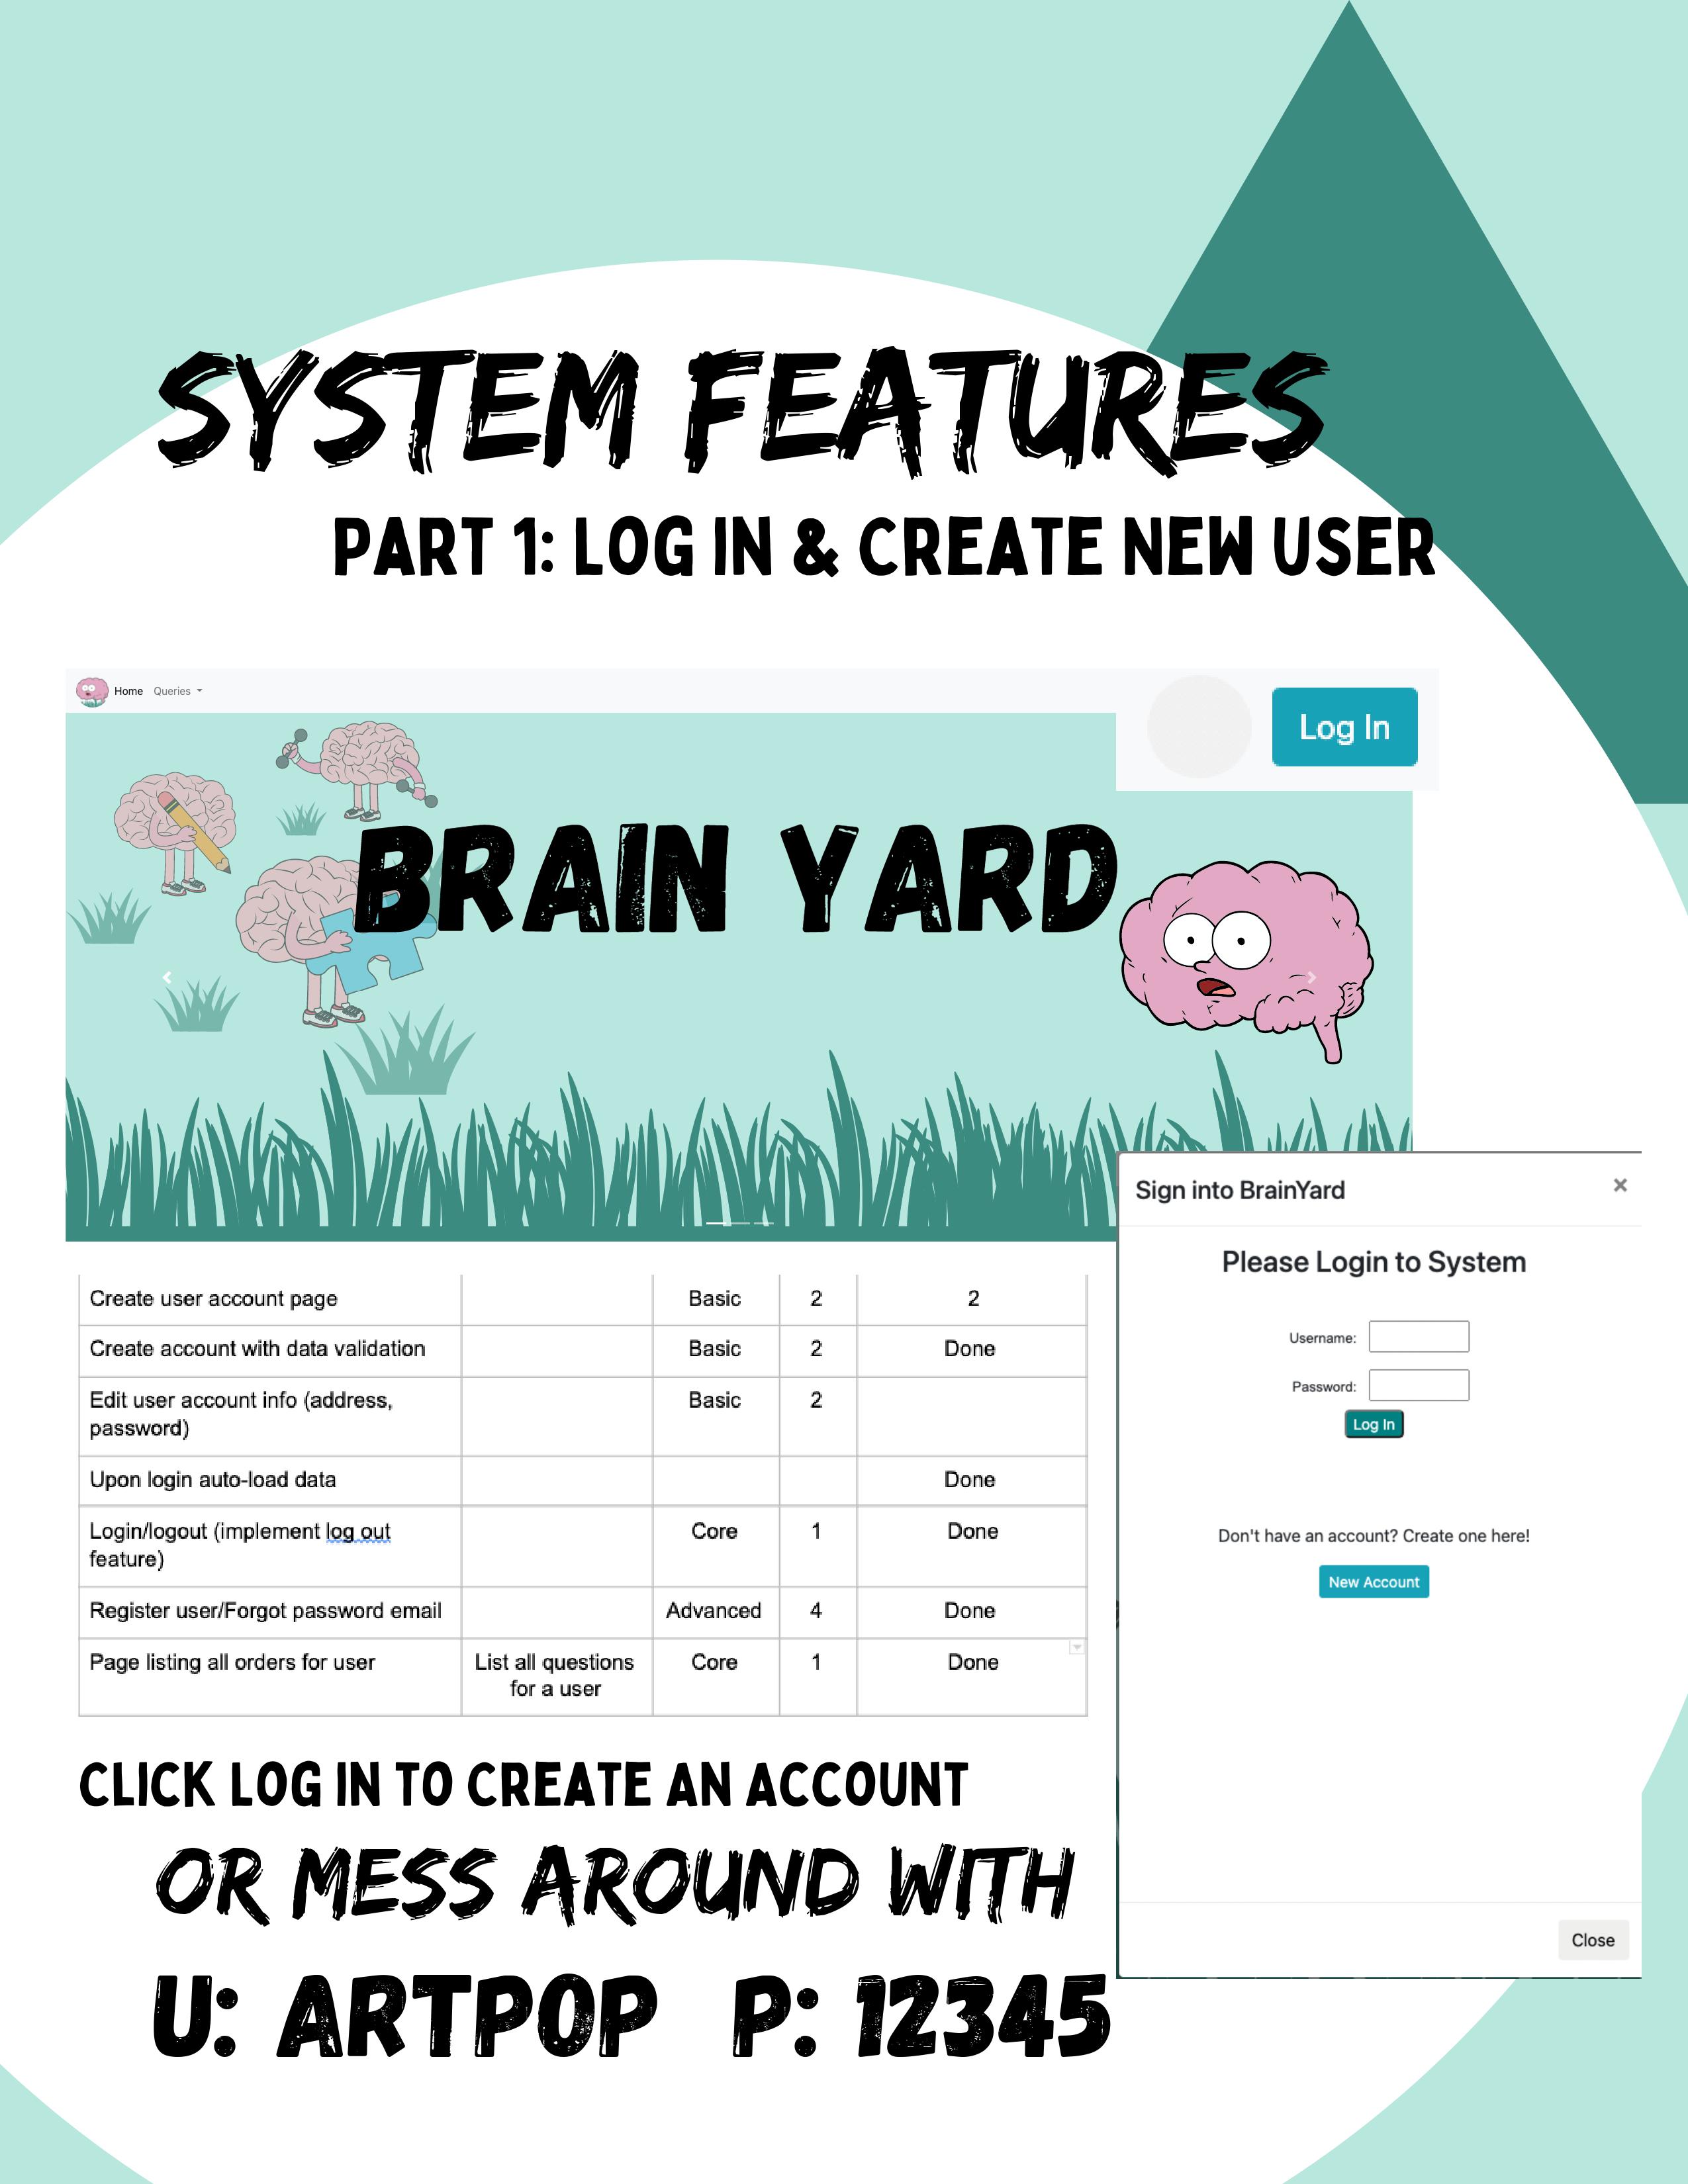 SYSTEM FEATURES
PART 1: LOG IN & CREATE NEW USER
Home Queries
Log In
BRAIN YARD
Sign into BrainYard ×
Please Login to System
Username:
Password:
Log In
Don't have an account? Create one here!
New Account
Close
Create user account page Basic 2 2
Create account with data validation Basic 2 Done
Edit user account info (address, Basic 2
password)
Upon login auto-load data Done
Login/logout (implement log out Core 1 Done
feature)
Register user/Forgot password email Advanced 4 Done
Page listing all orders for user List all questions Core 1 Done
for a user
CLICK LOG IN TO CREATE AN ACCOUNT
OR MESS AROUND WITH
U: ARTPOP P: 12345